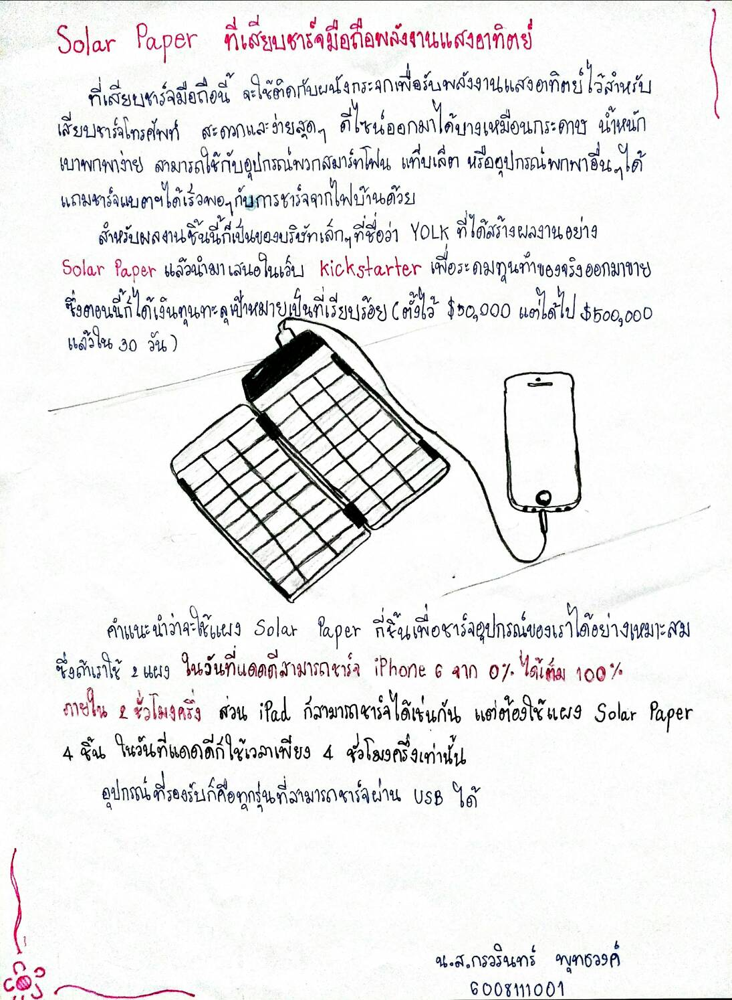 Solar Paper ที่เสียบชาร์จมือถือพลังงานแสงอาทิตย์
ที่เสียบชาร์จมือถือนี้ จะใช้ติดกับผนังกระจกเพื่อรับพลังงานแสงอาทิตย์ไว้สำหรับ
เสียบชาร์จโทรศัพท์ สะดวกและง่ายสุดๆ ดีไซน์ออกมาได้บางเหมือนกระดาษ น้ำหนัก
เบาพกพาง่าย สามารถใช้กับอุปกรณ์พวกสมาร์ทโฟน แท็บเล็ต หรืออุปกรณ์พกพาอื่นๆได้
แถมชาร์จแบตฯได้เร็วพอๆกับการชาร์จจากไฟบ้านด้วย
สำหรับผลงานชิ้นนี้ก็เป็นของบริษัทเล็กๆที่ชื่อว่า YOLK ที่ได้สร้างผลงานอย่าง
Solar Paper แล้วนำมาเสนอในเว็บ kickstarter เพื่อระดมทุนทำของจริงออกมาขาย
ซึ่งตอนนี้ก็ได้เงินทุนทะลุเป้าหมายเป็นที่เรียบร้อย (ตั้งไว้ $50,000 แต่ได้ไป $500,000
แล้วใน 30 วัน)
คำแนะนำว่าจะใช้แผง Solar Paper กี่ชิ้นเพื่อชาร์จอุปกรณ์ของเราได้อย่างเหมาะสม
ซึ่งถ้าเราใช้ 2 แผง ในวันที่แดดดีสามารถชาร์จ iPhone 6 จาก 0% ได้เต็ม 100%
ภายใน 2 ชั่วโมงครึ่ง ส่วน iPad ก็สามารถชาร์จได้เช่นกัน แต่ต้องใช้แผง Solar Paper
4 ชิ้น ในวันที่แดดดีก็ใช้เวลาเพียง 4 ชั่วโมงครึ่งเท่านั้น
อุปกรณ์ที่รองรับก็คือทุกรุ่นที่สามารถชาร์จผ่าน USB ได้
น.ส.กรวรินทร์ พุทธวงค์
6008111001